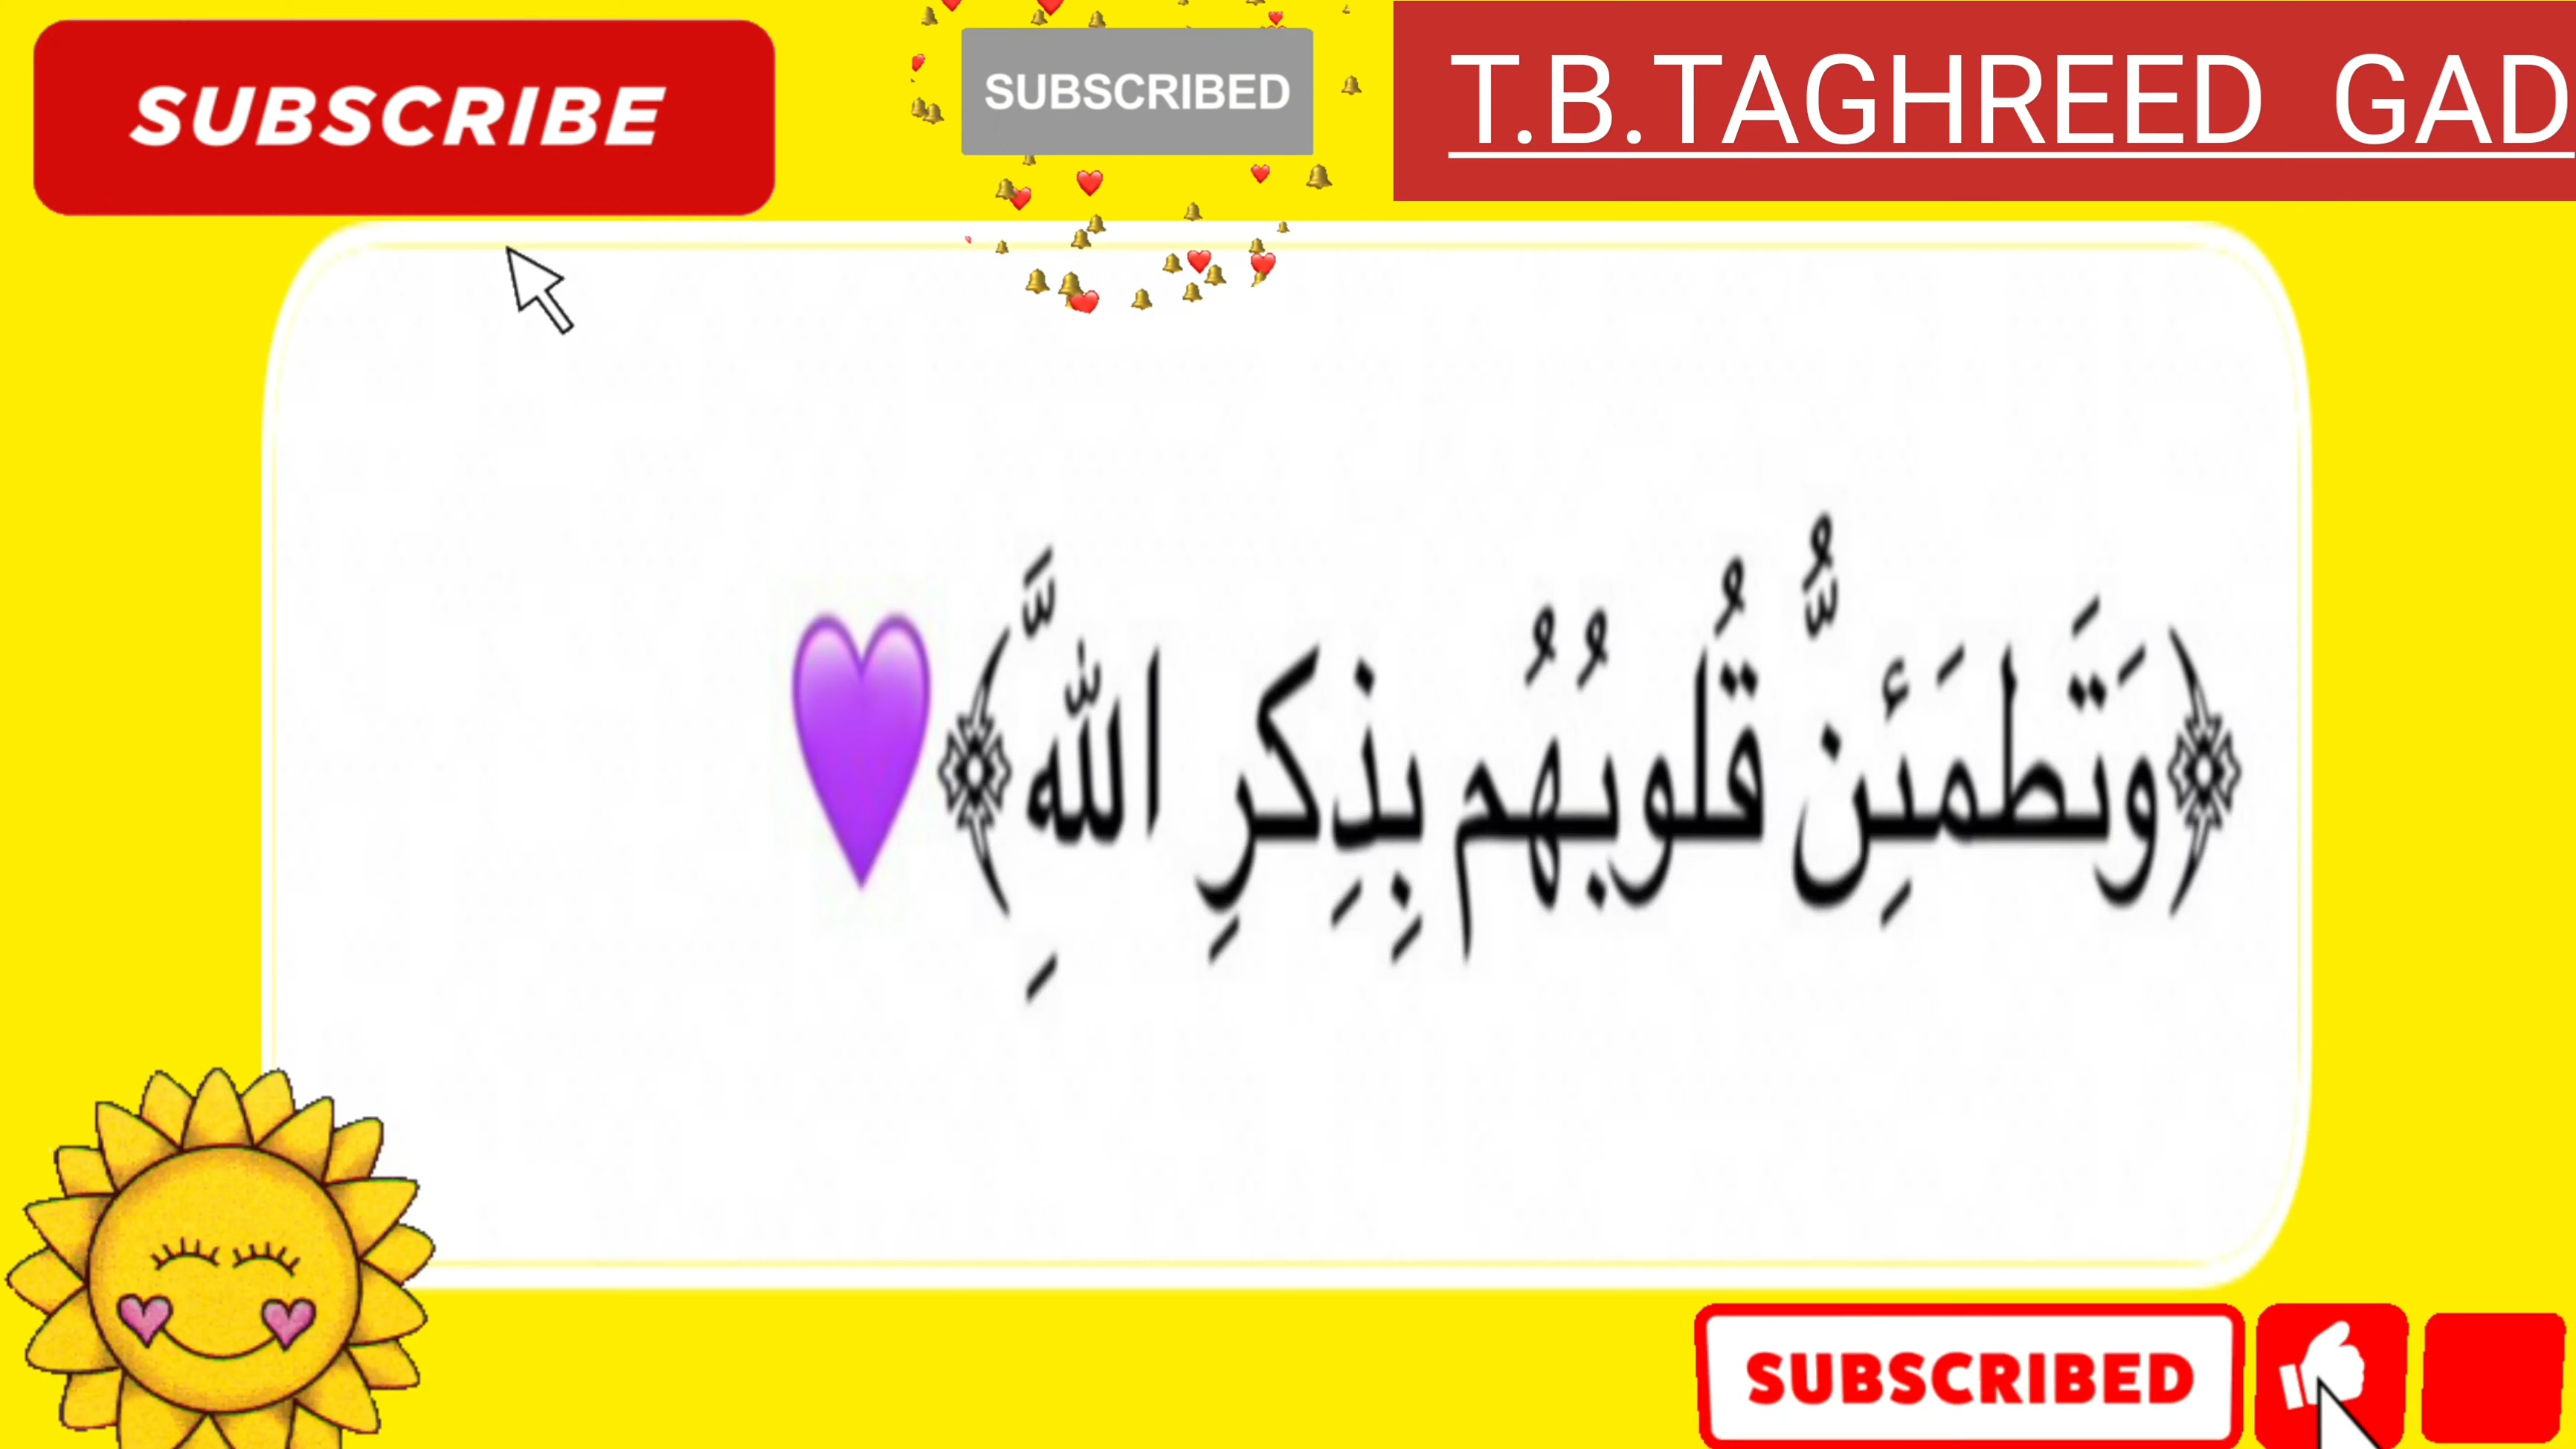 SUBSCRIBE
SUBSCRIBED
T.B.TAGHREED GAD
﴿وَتَطمَئِنُّ قُلوبُهُم بِذِكرِ اللَّهِ﴾💜
SUBSCRIBED